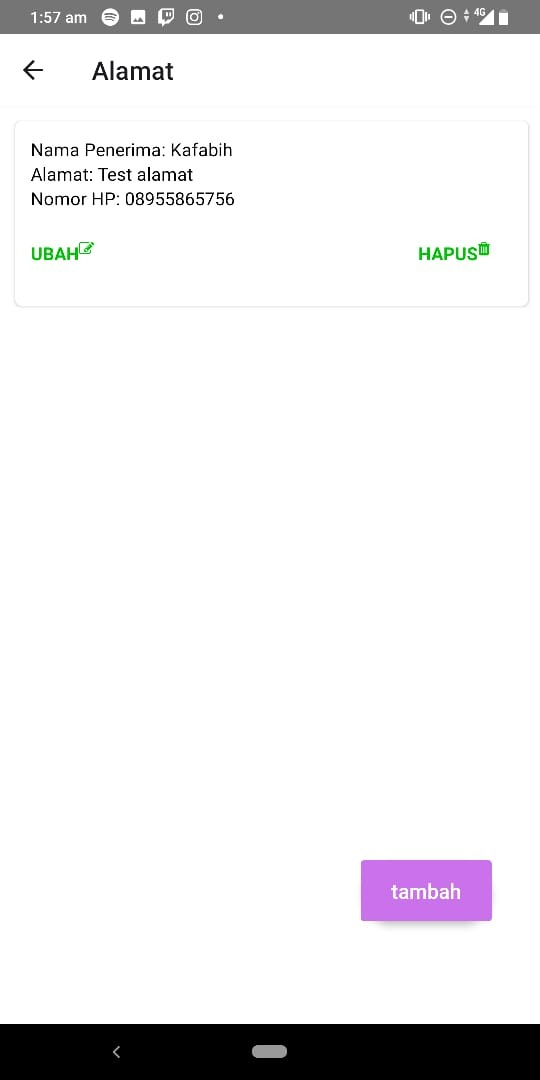 1:57 am
4G
Alamat
Nama Penerima: Kafabih
Alamat: Test alamat
Nomor HP: 08955865756
UBAH
HAPUS
tambah